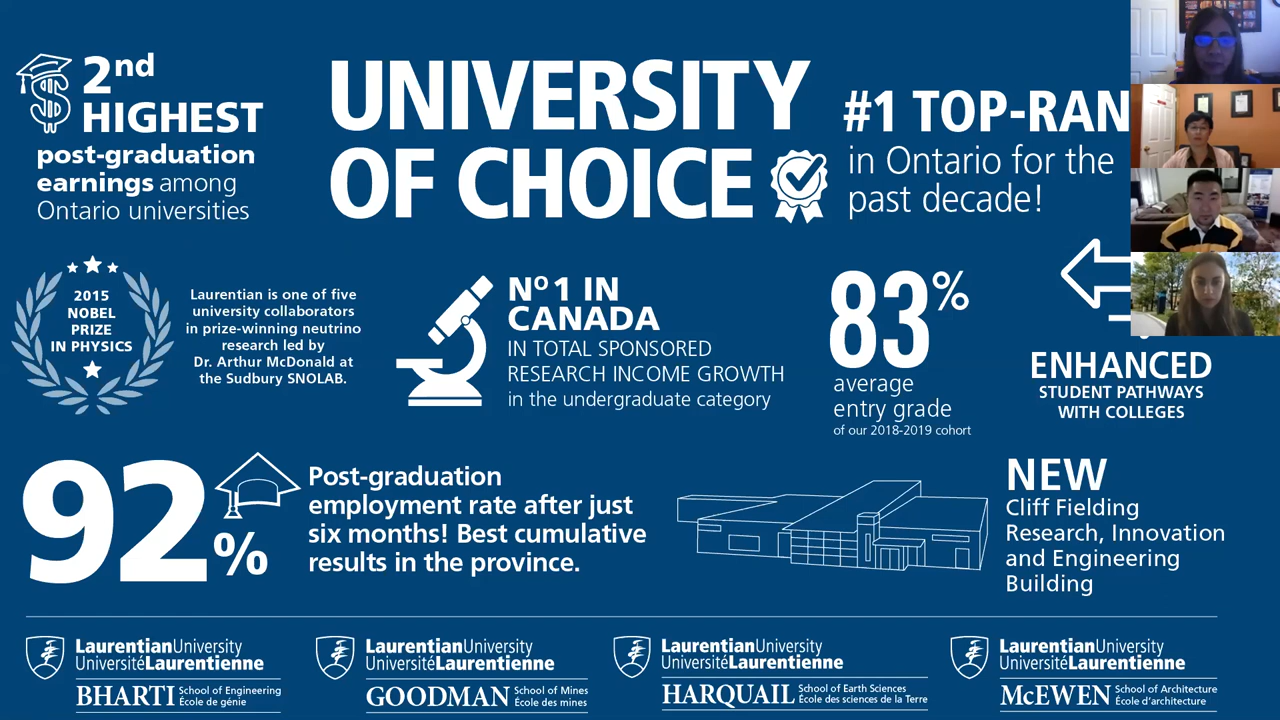 2nd
HIGHEST
post-graduation
earnings among
Ontario universities
UNIVERSITY
OF CHOICE
#1 TOP-RAN
in Ontario for the
past decade!
2015
NOBEL
PRIZE
IN PHYSICS
Laurentian is one of five
university collaborators
in prize-winning neutrino
research led by
Dr. Arthur McDonald at
the Sudbury SNOLAB.
Nº 1 IN
CANADA
IN TOTAL SPONSORED
RESEARCH INCOME GROWTH
in the undergraduate category
83%
average
entry grade
of our 2018-2019 cohort
ENHANCED
STUDENT PATHWAYS
WITH COLLEGES
92%
Post-graduation
employment rate after just
six months! Best cumulative
results in the province.
NEW
Cliff Fielding
Research, Innovation
and Engineering
Building
LaurentianUniversity
UniversitéLaurentienne
BHARTI School of Engineering
École de génie
LaurentianUniversity
UniversitéLaurentienne
GOODMAN School of Mines
École des mines
LaurentianUniversity
UniversitéLaurentienne
HARQUAIL School of Earth Sciences
École des sciences de la Terre
LaurentianUniversity
UniversitéLaurentienne
McEWEN School of Architecture
École d'architecture